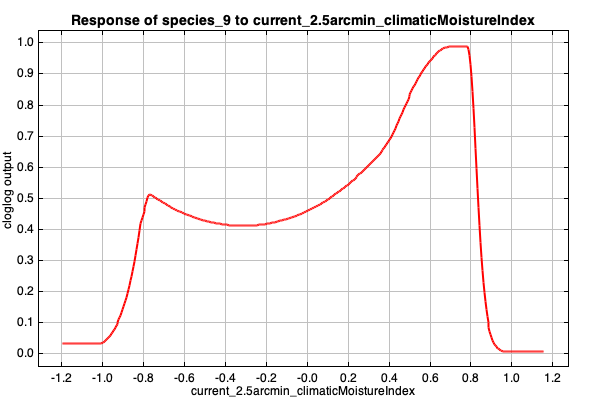 Response of species_9 to current_2.5arcmin_climaticMoistureIndex
cloglog output
1.0
0.9
0.8
0.7
0.6
0.5
0.4
0.3
0.2
0.1
0.0
-1.2 -1.0 -0.8 -0.6 -0.4 -0.2 -0.0 0.2 0.4 0.6 0.8 1.0 1.2
current_2.5arcmin_climaticMoistureIndex